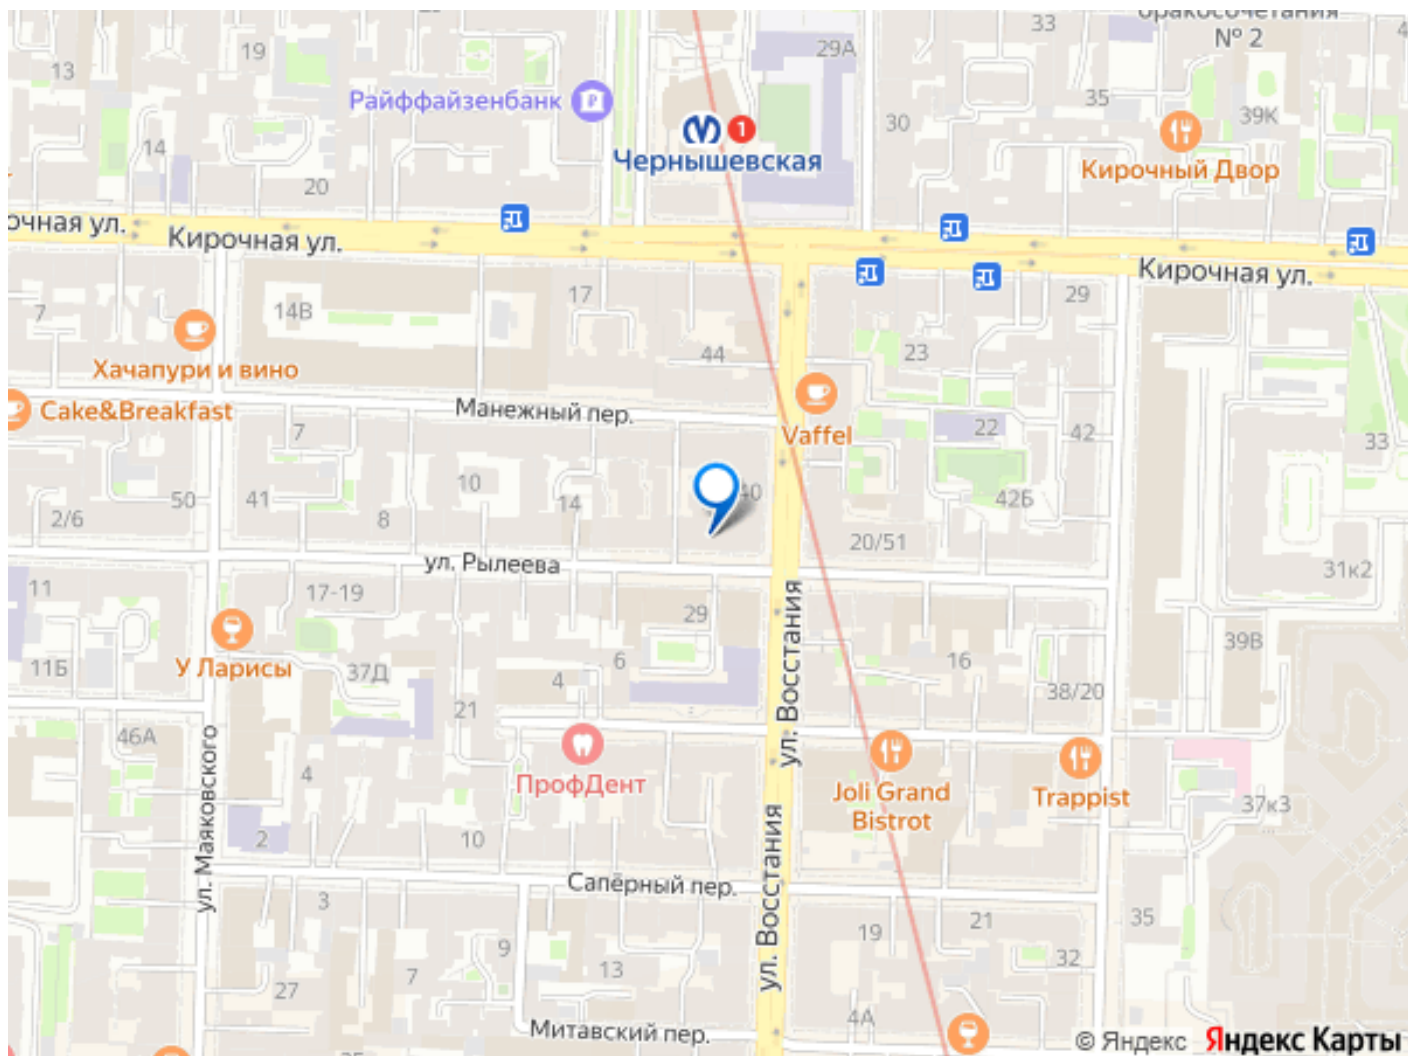 бракосочетания
№ 2
33
4
29А
19
13
Райффайзенбанк
35
39К
1
30
14
Чернышевская
Кирочный Двор
20
очная ул.
Кирочная ул.
Кирочная ул.
17
29
14В
7
44
23
Хачапури и вино
Cake&Breakfast
Манежный пер.
Vaffel
22
42
7
33
10
40
50
41
14
42Б
2/6
8
20/51
ул. Рылеева
31к2
11
17-19
29
ул. Восстания
39В
У Ларисы
11Б
37Д
6
16
4
38/20
21
46А
ул. Маяковского
4
ПрофДент
Joli Grand
Bistrot
Trappist
37к3
2
10
Сапёрный пер.
ул. Восстания
3
35
21
19
9
32
13
7
27
4А
Митавский пер.
© Яндекс Яндекс Карты